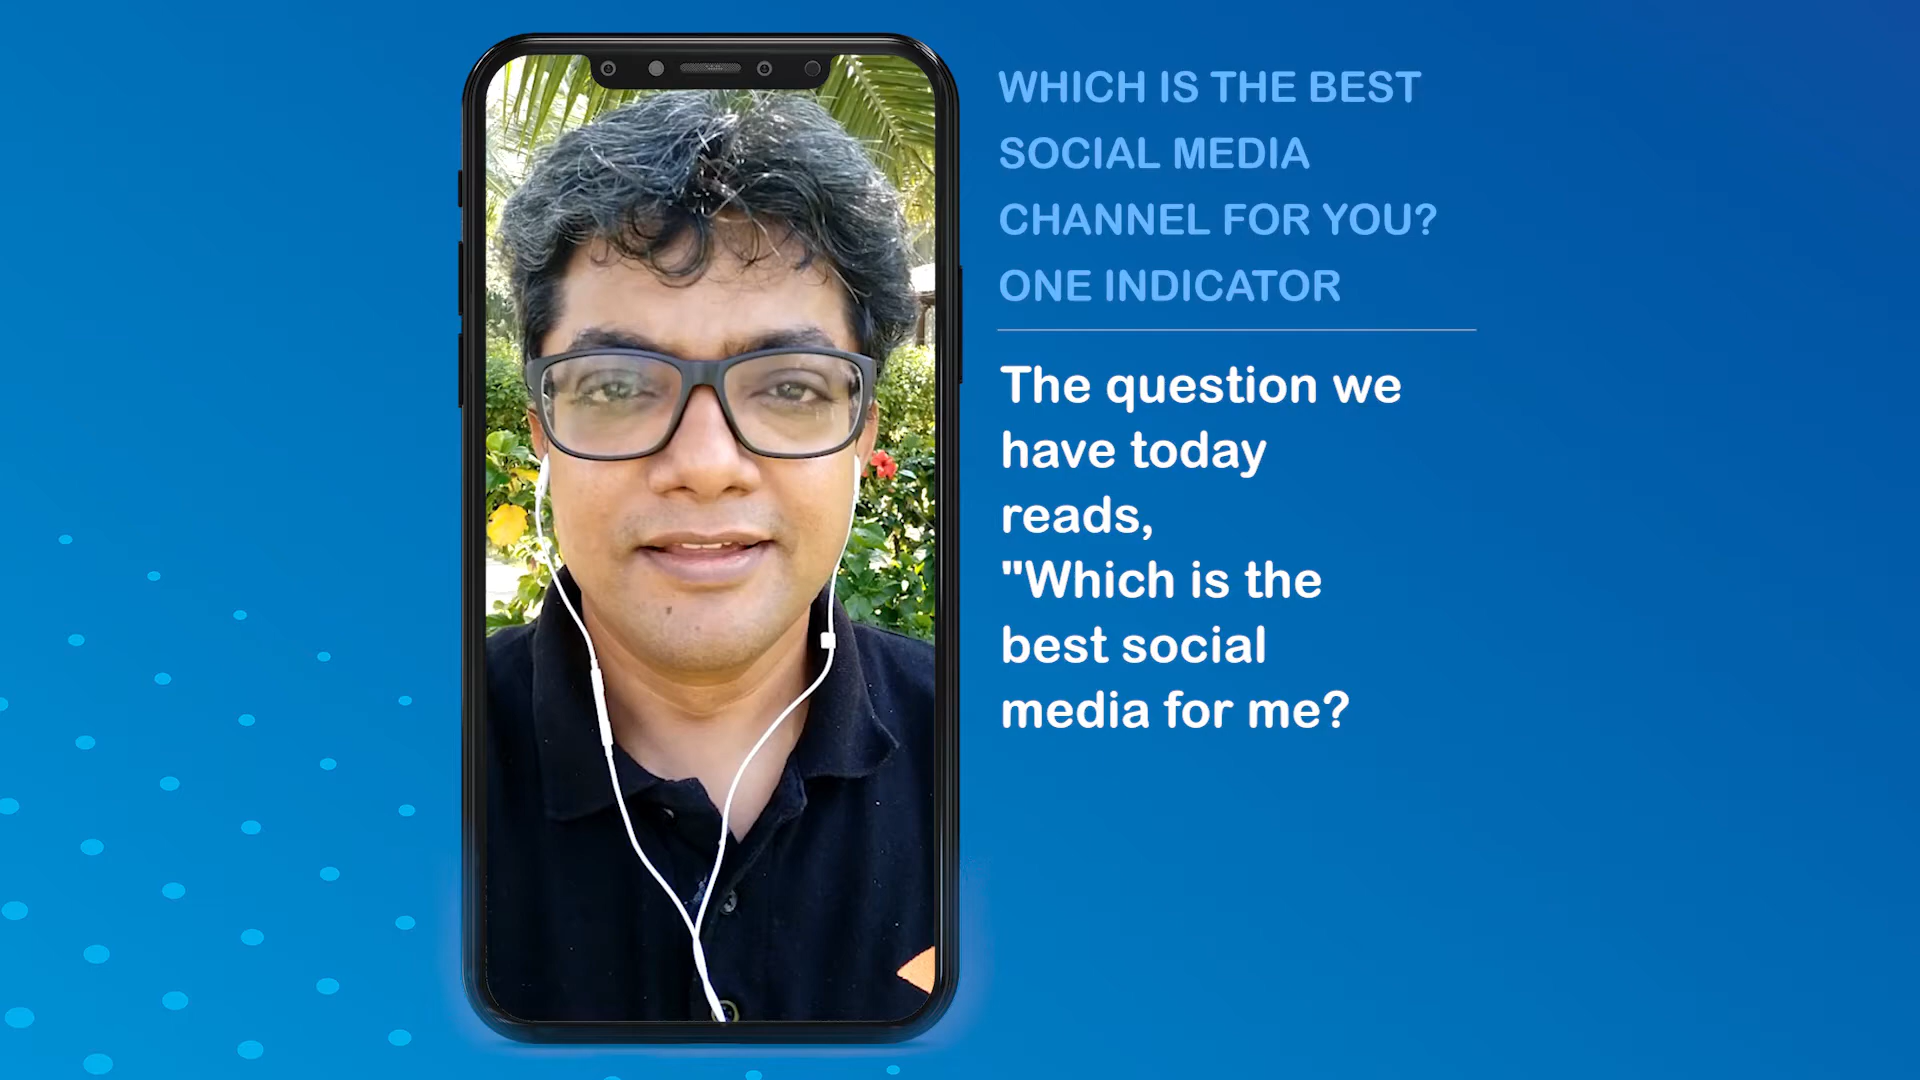 WHICH IS THE BEST
SOCIAL MEDIA
CHANNEL FOR YOU?
ONE INDICATOR
The question we
have today
reads,
"Which is the
best social
media for me?